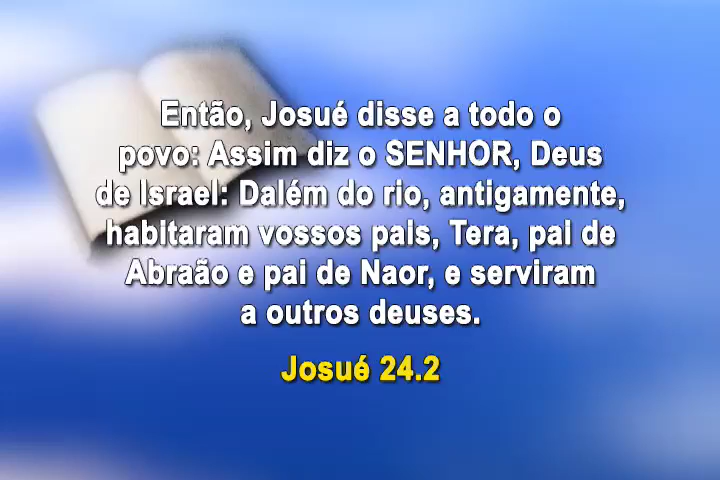 Então, Josué disse a todo o
povo: Assim diz o SENHOR, Deus
de Israel: Dalém do rio, antigamente,
habitaram vossos pais, Tera, pai de
Abraão e pai de Naor, e serviram
a outros deuses.
Josué 24.2